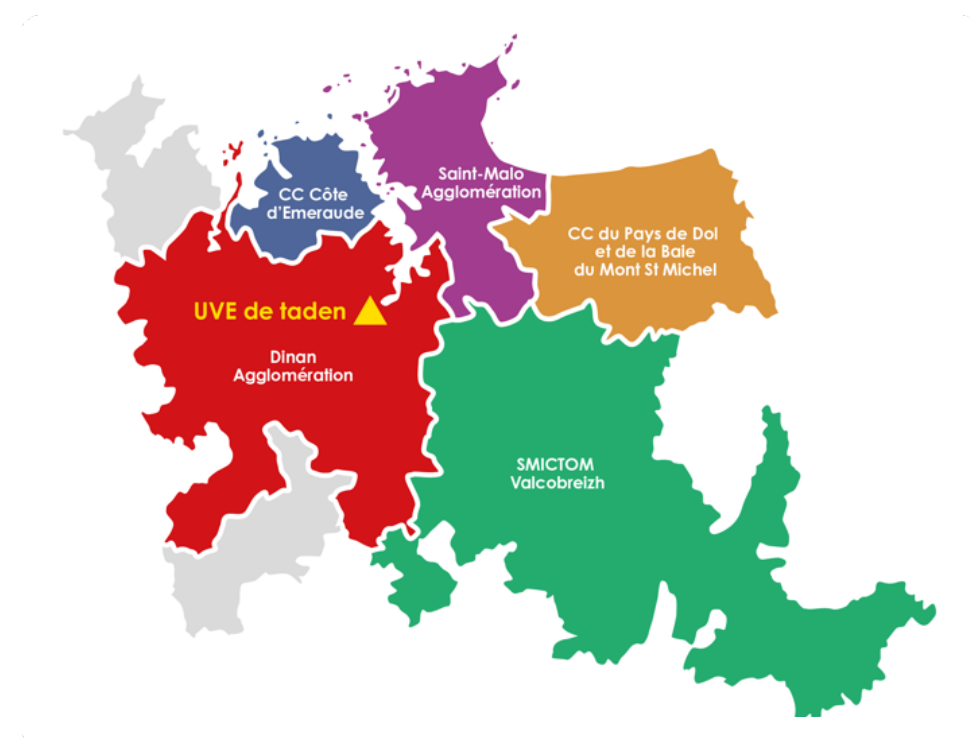 Saint-Malo
Agglomération
CC Côte
d'Emeraude
CC du Pays de Dol
et de la Baie
du Mont St Michel
UVE de taden
Dinan
Agglomération
SMICTOM
Valcobreizh